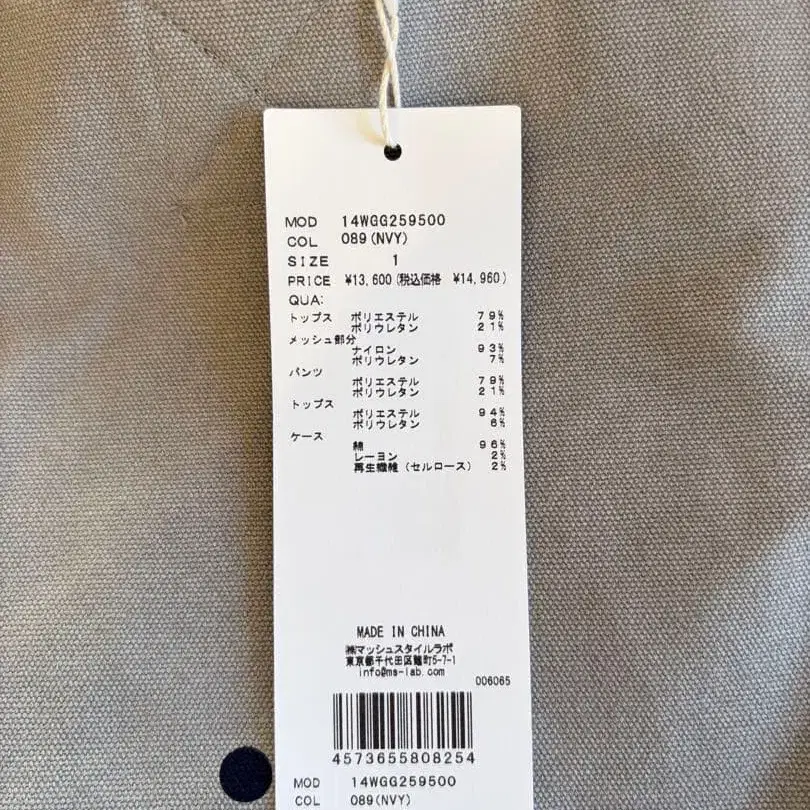 MOD 14WGG259500
COL 089(NVY)
SIZE 1
PRICE ¥13,600(税込価格 ¥14,960)
QUA:
トップス ポリエステル 79%
ポリウレタン 21%
メッシュ部分
ナイロン 93%
ポリウレタン 7%
パンツ
ポリエステル 79%
ポリウレタン 21%
トップス
ポリエステル 94%
ポリウレタン 6%
ケース
綿 96%
レーヨン 2%
再生繊維(セルロース) 2%
MADE IN CHINA
㈱マッシュスタイルラボ
東京都千代田区麹町5-7-1
info@ms-lab.com
006065
4573655808254
MOD 14WGG259500
COL 089(NVY)